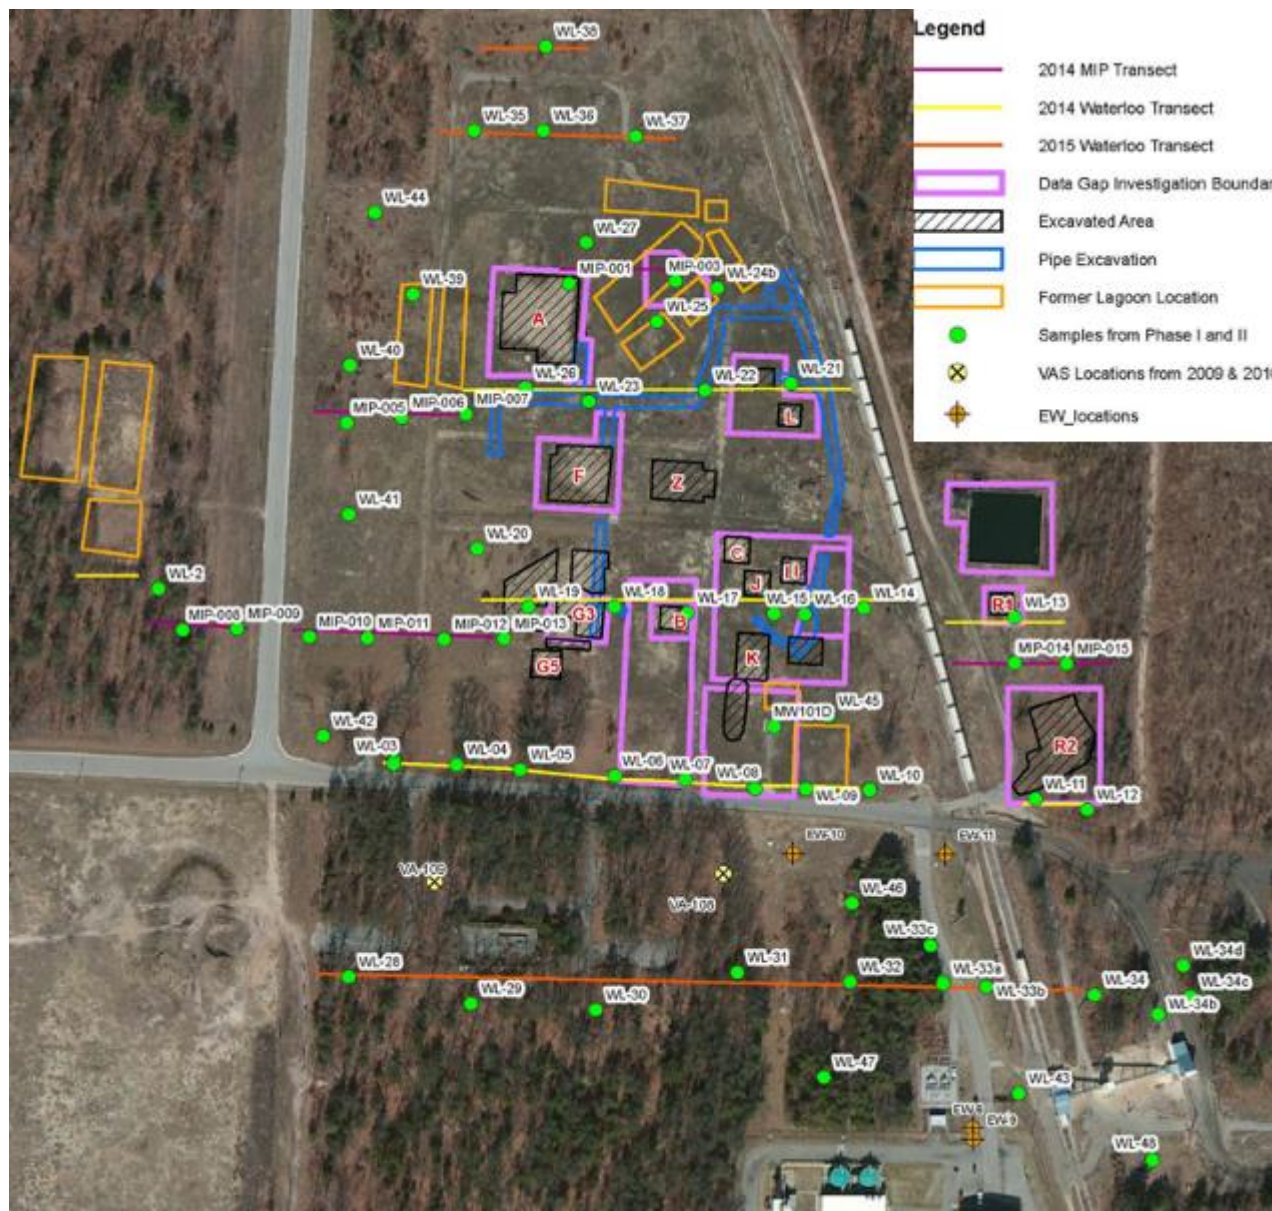 Legend
2014 MIP Transect
2014 Waterloo Transect
2015 Waterloo Transect
Data Gap Investigation Boundar
Excavated Area
Pipe Excavation
Former Lagoon Location
Samples from Phase I and II
VAS Locations from 2009 & 2010
EW_locations
WL-38
WL-35
WL-36
WL-37
WL-44
WL-27
MIP-001
MIP-003
WL-24b
WL-39
WL-25
A
WL-40
WL-26
WL-23
WL-22
WL-21
MIP-005
MIP-006
MIP-007
L
F
Z
WL-41
WL-20
C
J
WL-2
WL-19
WL-18
WL-17
WL-15
WL-16
WL-14
R1
WL-13
G3
B
MIP-008
MIP-009
MIP-010
MIP-011
MIP-012
MIP-013
MIP-014
MIP-015
G5
K
WL-42
MW101D
WL-45
WL-03
WL-04
WL-05
WL-06
WL-07
WL-08
WL-09
WL-10
R2
WL-11
WL-12
EW-10
EW-11
VA-109
VA-108
WL-46
WL-33c
WL-28
WL-31
WL-32
WL-33a
WL-33b
WL-34
WL-34d
WL-34c
WL-34b
WL-29
WL-30
WL-47
WL-43
EW-8
EW-9
WL-48